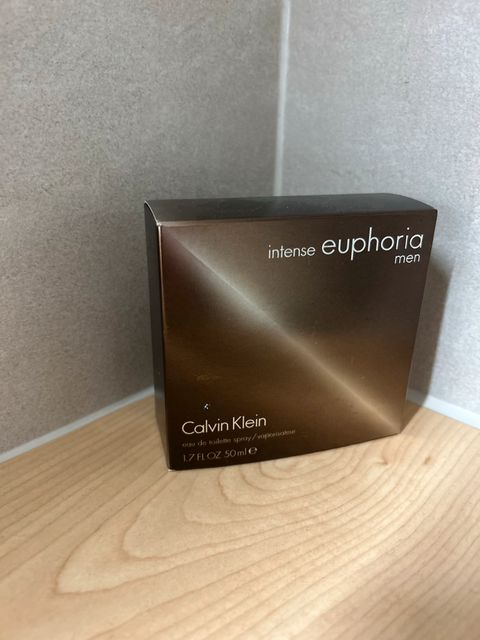 intense euphoria
men
Calvin Klein
eau de toilette spray/vaporisateur
1.7 FL OZ 50 ml ℮